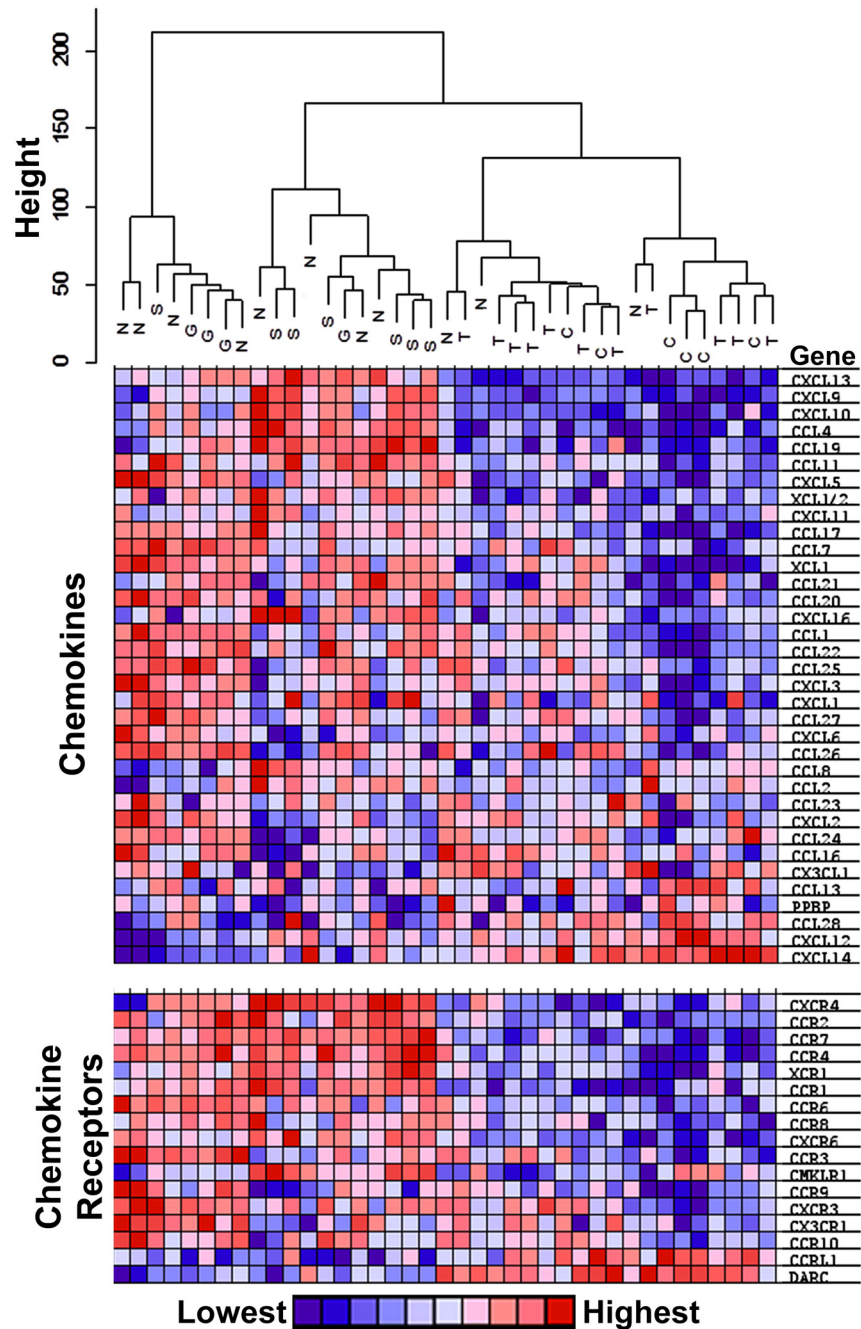 Height
0
50
100
150
200
N N S N G G G N N S S N S G N N S S S N T N T T T T C T C T N T C C C T T C T
Gene
Chemokines
CXCL13
CXCL9
CXCL10
CCL4
CCL19
CCL11
CXCL5
XCL1/2
CXCL11
CCL17
CCL7
XCL1
CCL21
CCL20
CXCL16
CCL1
CCL22
CCL25
CXCL3
CXCL1
CCL27
CXCL6
CCL26
CCL8
CCL2
CCL23
CXCL2
CCL24
CCL16
CX3CL1
CCL13
PPBP
CCL28
CXCL12
CXCL14
Chemokine
Receptors
CXCR4
CCR2
CCR7
CCR4
XCR1
CCR1
CCR6
CCR8
CXCR6
CCR3
CMKLR1
CCR9
CXCR3
CX3CR1
CCR10
CCRL1
DARC
Lowest Highest